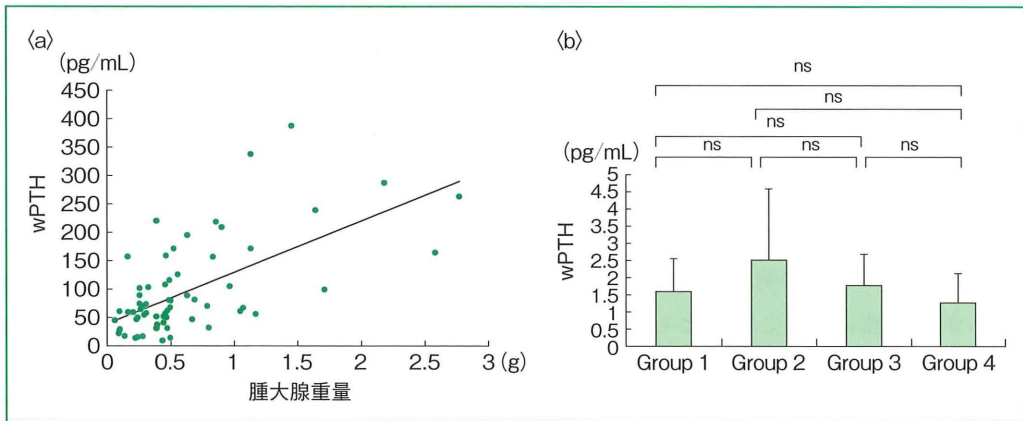 〈a〉
(pg/mL)
wPTH
450
400
350
300
250
200
150
100
50
0
0 0.5 1 1.5 2 2.5 3 (g)
腫大腺重量
〈b〉
ns
ns
ns
ns ns ns
(pg/mL)
wPTH
5
4.5
4
3.5
3
2.5
2
1.5
1
0.5
0
Group 1 Group 2 Group 3 Group 4